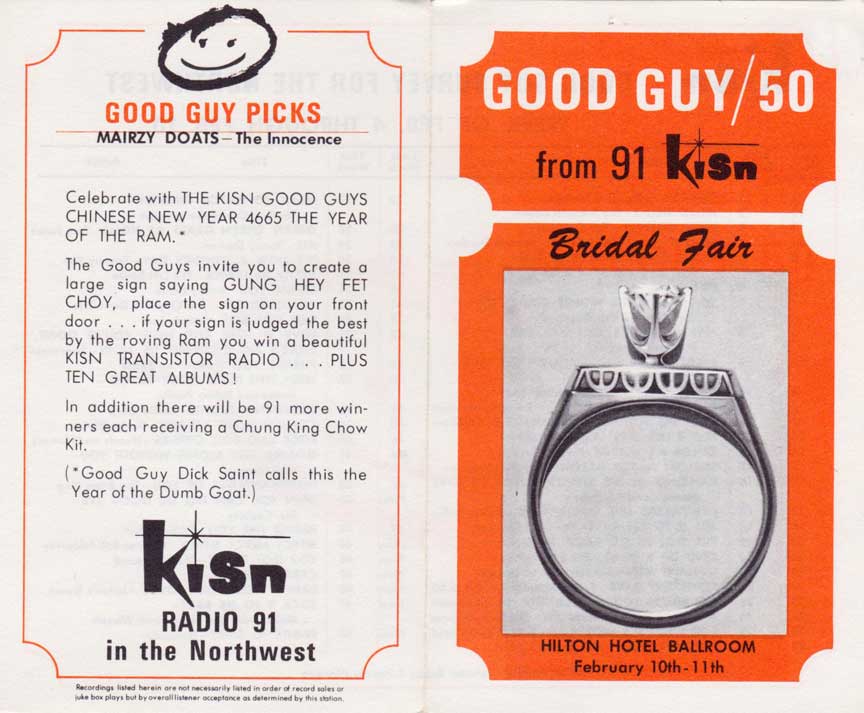 GOOD GUY PICKS
MAIRZY DOATS – The Innocence
Celebrate with THE KISN GOOD GUYS
CHINESE NEW YEAR 4665 THE YEAR
OF THE RAM.*
The Good Guys invite you to create a
large sign saying GUNG HEY FET
CHOY, place the sign on your front
door . . . if your sign is judged the best
by the roving Ram you win a beautiful
KISN TRANSISTOR RADIO . . . PLUS
TEN GREAT ALBUMS!
In addition there will be 91 more win-
ners each receiving a Chung King Chow
Kit.
(*Good Guy Dick Saint calls this the
Year of the Dumb Goat.)
kisn
RADIO 91
in the Northwest
Recordings listed herein are not necessarily listed in order of record sales or
juke box plays but by overall listener acceptance as determined by this station.
GOOD GUY/50
from 91 kisn
Bridal Fair
HILTON HOTEL BALLROOM
February 10th-11th